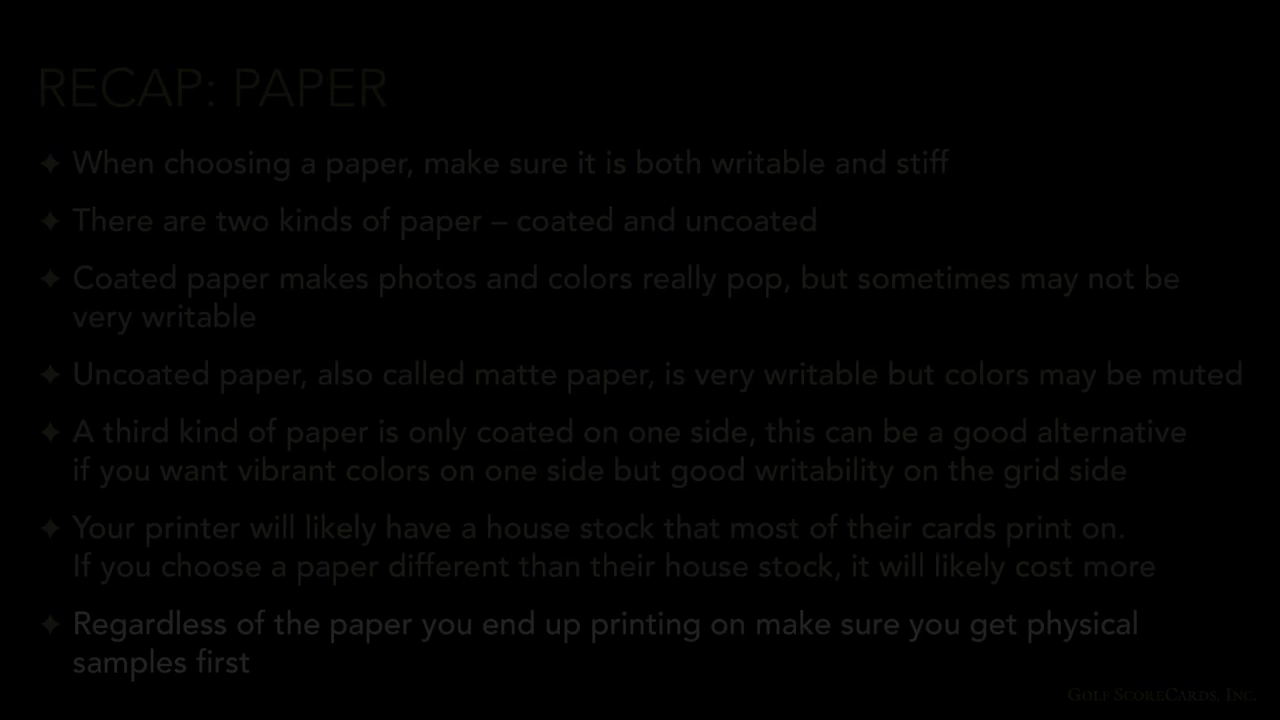 RECAP: PAPER
✦ When choosing a paper, make sure it is both writable and stiff
✦ There are two kinds of paper – coated and uncoated
✦ Coated paper makes photos and colors really pop, but sometimes may not be
very writable
✦ Uncoated paper, also called matte paper, is very writable but colors may be muted
✦ A third kind of paper is only coated on one side, this can be a good alternative
if you want vibrant colors on one side but good writability on the grid side
✦ Your printer will likely have a house stock that most of their cards print on.
If you choose a paper different than their house stock, it will likely cost more
✦ Regardless of the paper you end up printing on make sure you get physical
samples first
Golf ScoreCards, Inc.